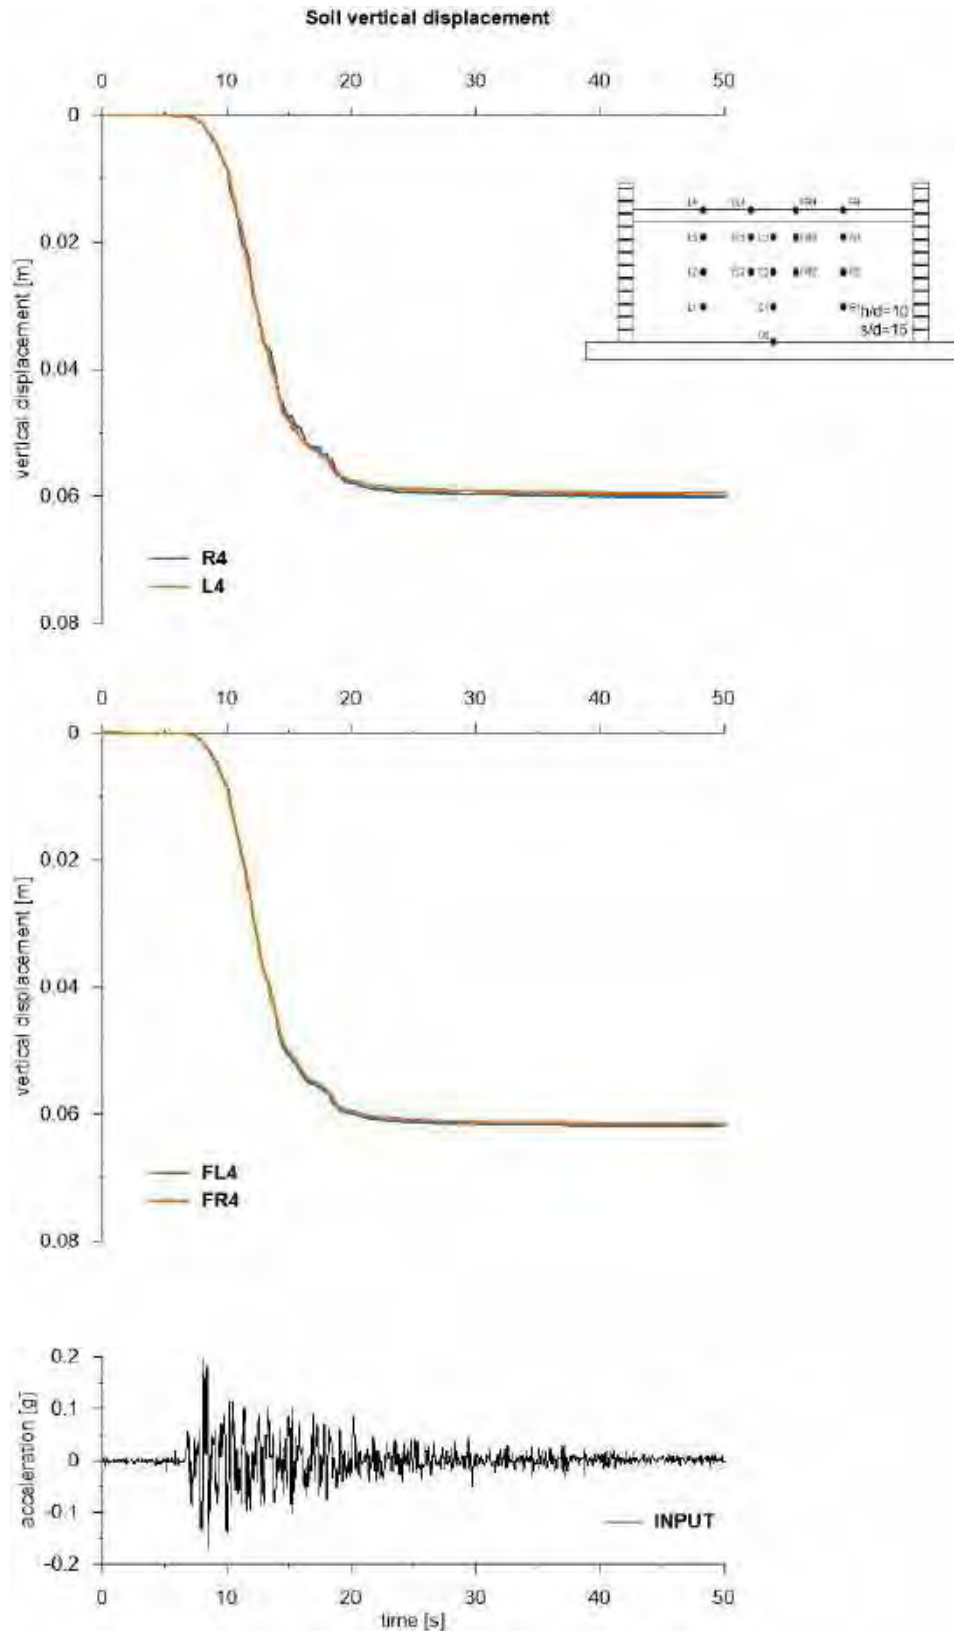 Soil vertical displacement
0 10 20 30 40 50
0
0.02
0.04
0.06
0.08
vertical displacement [m]
h/d=10
s/d=15
R4
L4
0 10 20 30 40 50
0
0.02
0.04
0.06
0.08
vertical displacement [m]
FL4
FR4
0.2
0.1
0
-0.1
-0.2
acceleration [g]
INPUT
0 10 20 30 40 50
time [s]